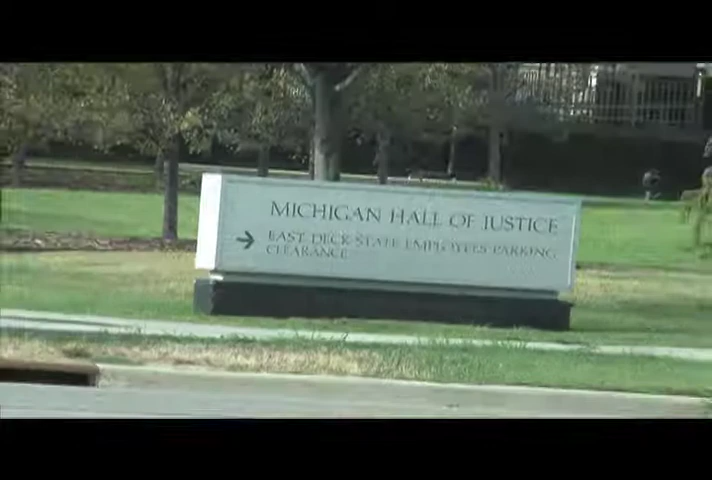 MICHIGAN HALL OF JUSTICE
→ EAST DECK STATE EMPLOYEES PARKING
CLEARANCE